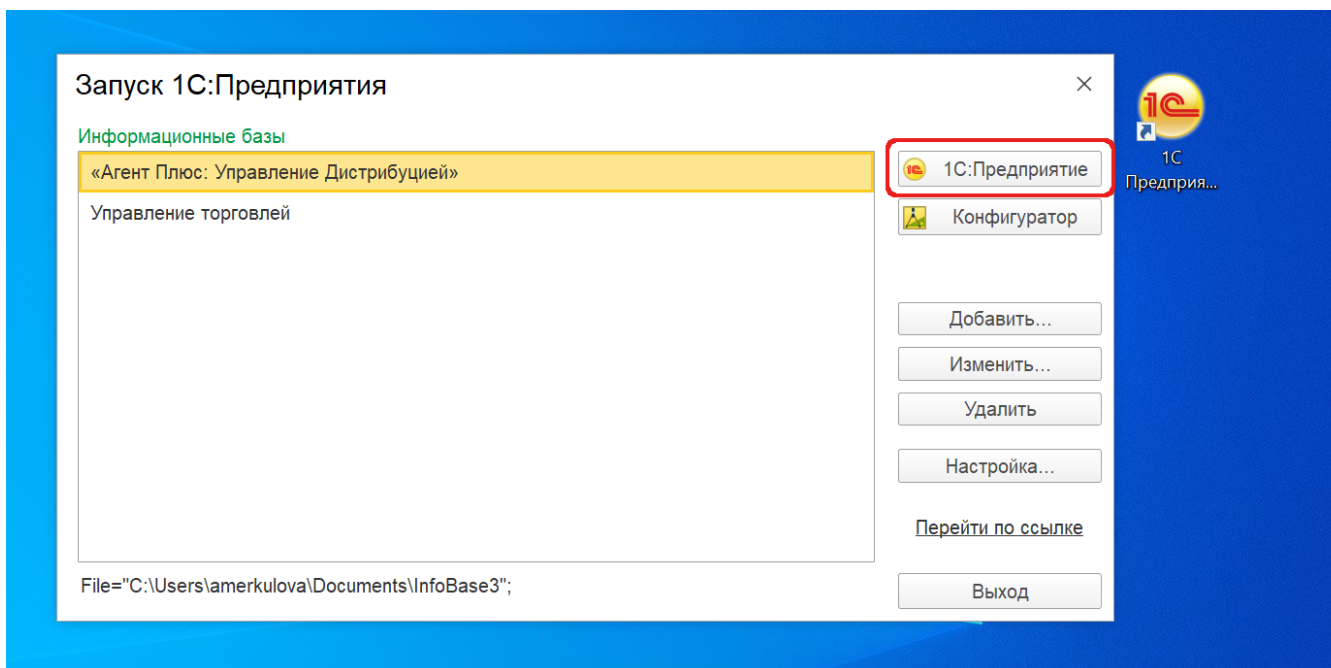 Запуск 1С:Предприятия
Информационные базы
«Агент Плюс: Управление Дистрибуцией»
Управление торговлей
1С:Предприятие
Конфигуратор
Добавить...
Изменить...
Удалить
Настройка...
Перейти по ссылке
Выход
File="C:\Users\amerkulova\Documents\InfoBase3";
1С
1С
Предприя...